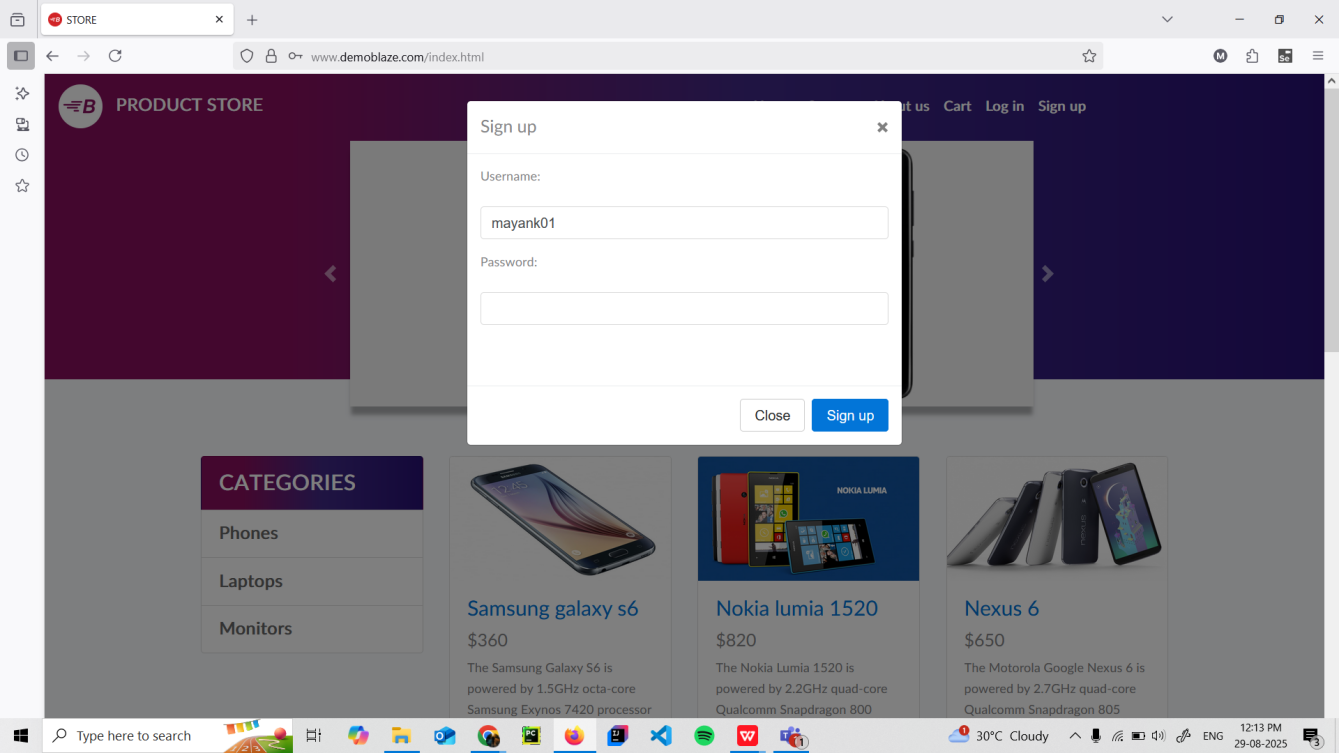 STORE
www.demoblaze.com/index.html
PRODUCT STORE
ut us Cart Log in Sign up
Sign up
Username:
mayank01
Password:
Close Sign up
CATEGORIES
Phones
Laptops
Monitors
NOKIA LUMIA
Samsung galaxy s6
$360
The Samsung Galaxy S6 is
powered by 1.5GHz octa-core
Samsung Exynos 7420 processor
Nokia lumia 1520
$820
The Nokia Lumia 1520 is
powered by 2.2GHz quad-core
Qualcomm Snapdragon 800
Nexus 6
$650
The Motorola Google Nexus 6 is
powered by 2.7GHz quad-core
Qualcomm Snapdragon 805
Type here to search
30°C Cloudy
ENG
12:13 PM
29-08-2025